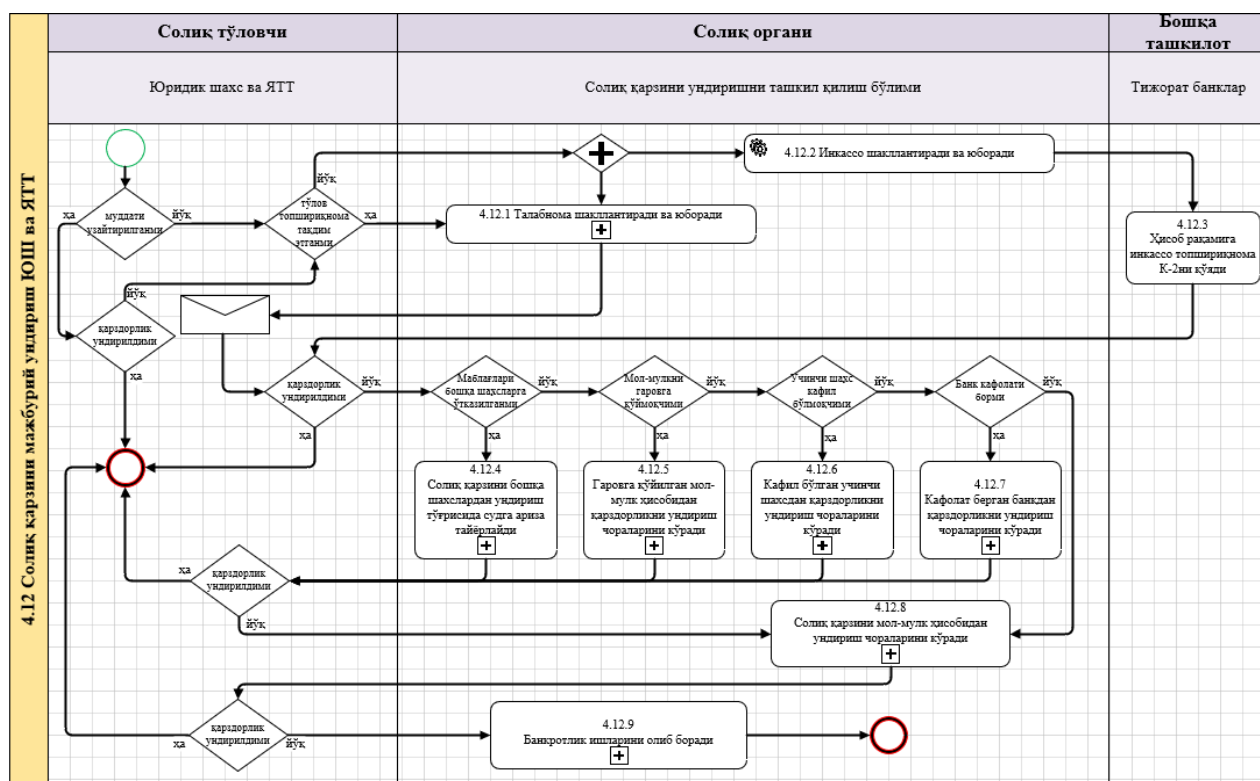 Солиқ тўловчи
Солиқ органи
Бошқа
ташкилот
Юридик шахс ва ЯТТ
Солиқ қарзини ундиришни ташкил қилиш бўлими
Тижорат банклар
4.12 Солиқ қарзини мажбурий ундириш ЮШ ва ЯТТ
муддати
узайтирилганми
ҳа
йўқ
тўлов
топшириқнома
тақдим
этганми
йўқ
ҳа
4.12.2 Инкассо шакллантиради ва юборади
4.12.1 Талабнома шакллантиради ва юборади
4.12.3
Ҳисоб рақамига
инкассо топшириқнома
К-2ни қўяди
қарздорлик
ундирилдими
йўқ
ҳа
қарздорлик
ундирилдими
йўқ
ҳа
Маблағлари
бошқа шахсларга
ўтказилганми
йўқ
ҳа
Мол-мулкни
гаровга
қўймоқчими
йўқ
ҳа
Учинчи шахс
кафил
бўлмоқчими
йўқ
ҳа
Банк кафолати
борми
йўқ
ҳа
4.12.4
Солиқ қарзини бошқа
шахслардан ундириш
тўғрисида судга ариза
тайёрлайди
4.12.5
Гаровга қўйилган мол-
мулк ҳисобидан
қарздорликни ундириш
чораларини кўради
4.12.6
Кафил бўлган учинчи
шахсдан қарздорликни
ундириш чораларини
кўради
4.12.7
Кафолат берган банкдан
қарздорликни ундириш
чораларини кўради
қарздорлик
ундирилдими
ҳа
йўқ
4.12.8
Солиқ қарзини мол-мулк ҳисобидан
ундириш чораларини кўради
қарздорлик
ундирилдими
ҳа
йўқ
4.12.9
Банкротлик ишларини олиб боради